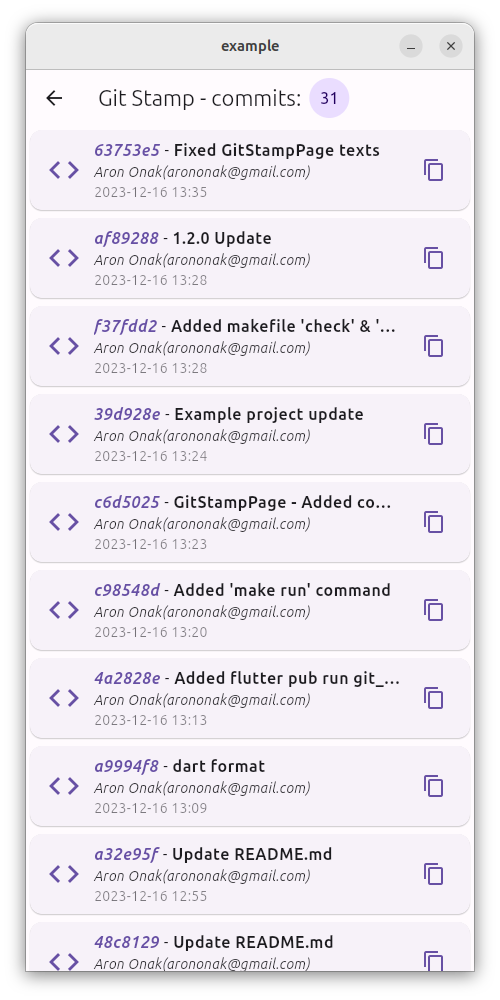 example
Git Stamp - commits: 31
63753e5 - Fixed GitStampPage texts
Aron Onak(arononak@gmail.com)
2023-12-16 13:35
af89288 - 1.2.0 Update
Aron Onak(arononak@gmail.com)
2023-12-16 13:28
f37fdd2 - Added makefile 'check' & '...
Aron Onak(arononak@gmail.com)
2023-12-16 13:28
39d928e - Example project update
Aron Onak(arononak@gmail.com)
2023-12-16 13:24
c6d5025 - GitStampPage - Added co...
Aron Onak(arononak@gmail.com)
2023-12-16 13:23
c98548d - Added 'make run' command
Aron Onak(arononak@gmail.com)
2023-12-16 13:20
4a2828e - Added flutter pub run git_...
Aron Onak(arononak@gmail.com)
2023-12-16 13:13
a9994f8 - dart format
Aron Onak(arononak@gmail.com)
2023-12-16 13:09
a32e95f - Update README.md
Aron Onak(arononak@gmail.com)
2023-12-16 12:55
48c8129 - Update README.md
Aron Onak(arononak@gmail.com)